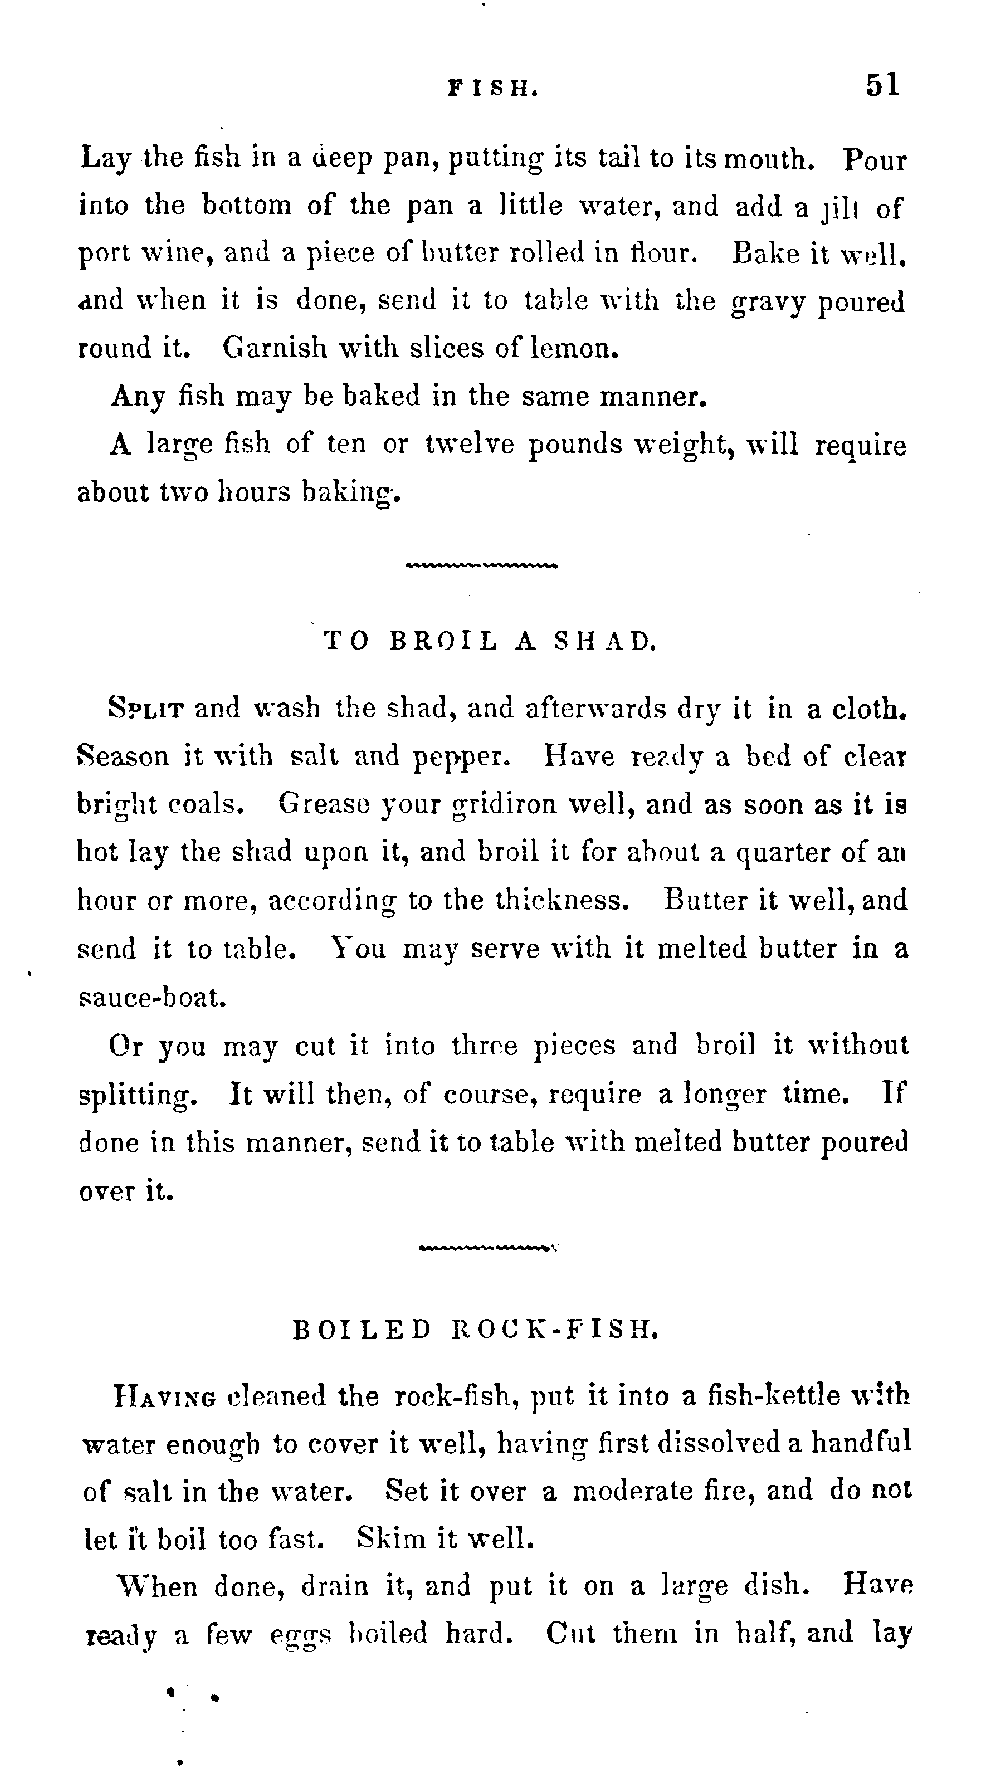 FISH. 51
Lay the fish in a deep pan, putting its tail to its mouth. Pour
into the bottom of the pan a little water, and add a jill of
port wine, and a piece of butter rolled in flour. Bake it well,
and when it is done, send it to table with the gravy poured
round it. Garnish with slices of lemon.
Any fish may be baked in the same manner.
A large fish of ten or twelve pounds weight, will require
about two hours baking.
TO BROIL A SHAD.
SPLIT and wash the shad, and afterwards dry it in a cloth.
Season it with salt and pepper. Have ready a bed of clear
bright coals. Grease your gridiron well, and as soon as it is
hot lay the shad upon it, and broil it for about a quarter of an
hour or more, according to the thickness. Butter it well, and
send it to table. You may serve with it melted butter in a
sauce-boat.
Or you may cut it into three pieces and broil it without
splitting. It will then, of course, require a longer time. If
done in this manner, send it to table with melted butter poured
over it.
BOILED ROCK-FISH.
HAVING cleaned the rock-fish, put it into a fish-kettle with
water enough to cover it well, having first dissolved a handful
of salt in the water. Set it over a moderate fire, and do not
let it boil too fast. Skim it well.
When done, drain it, and put it on a large dish. Have
ready a few eggs boiled hard. Cut them in half, and lay